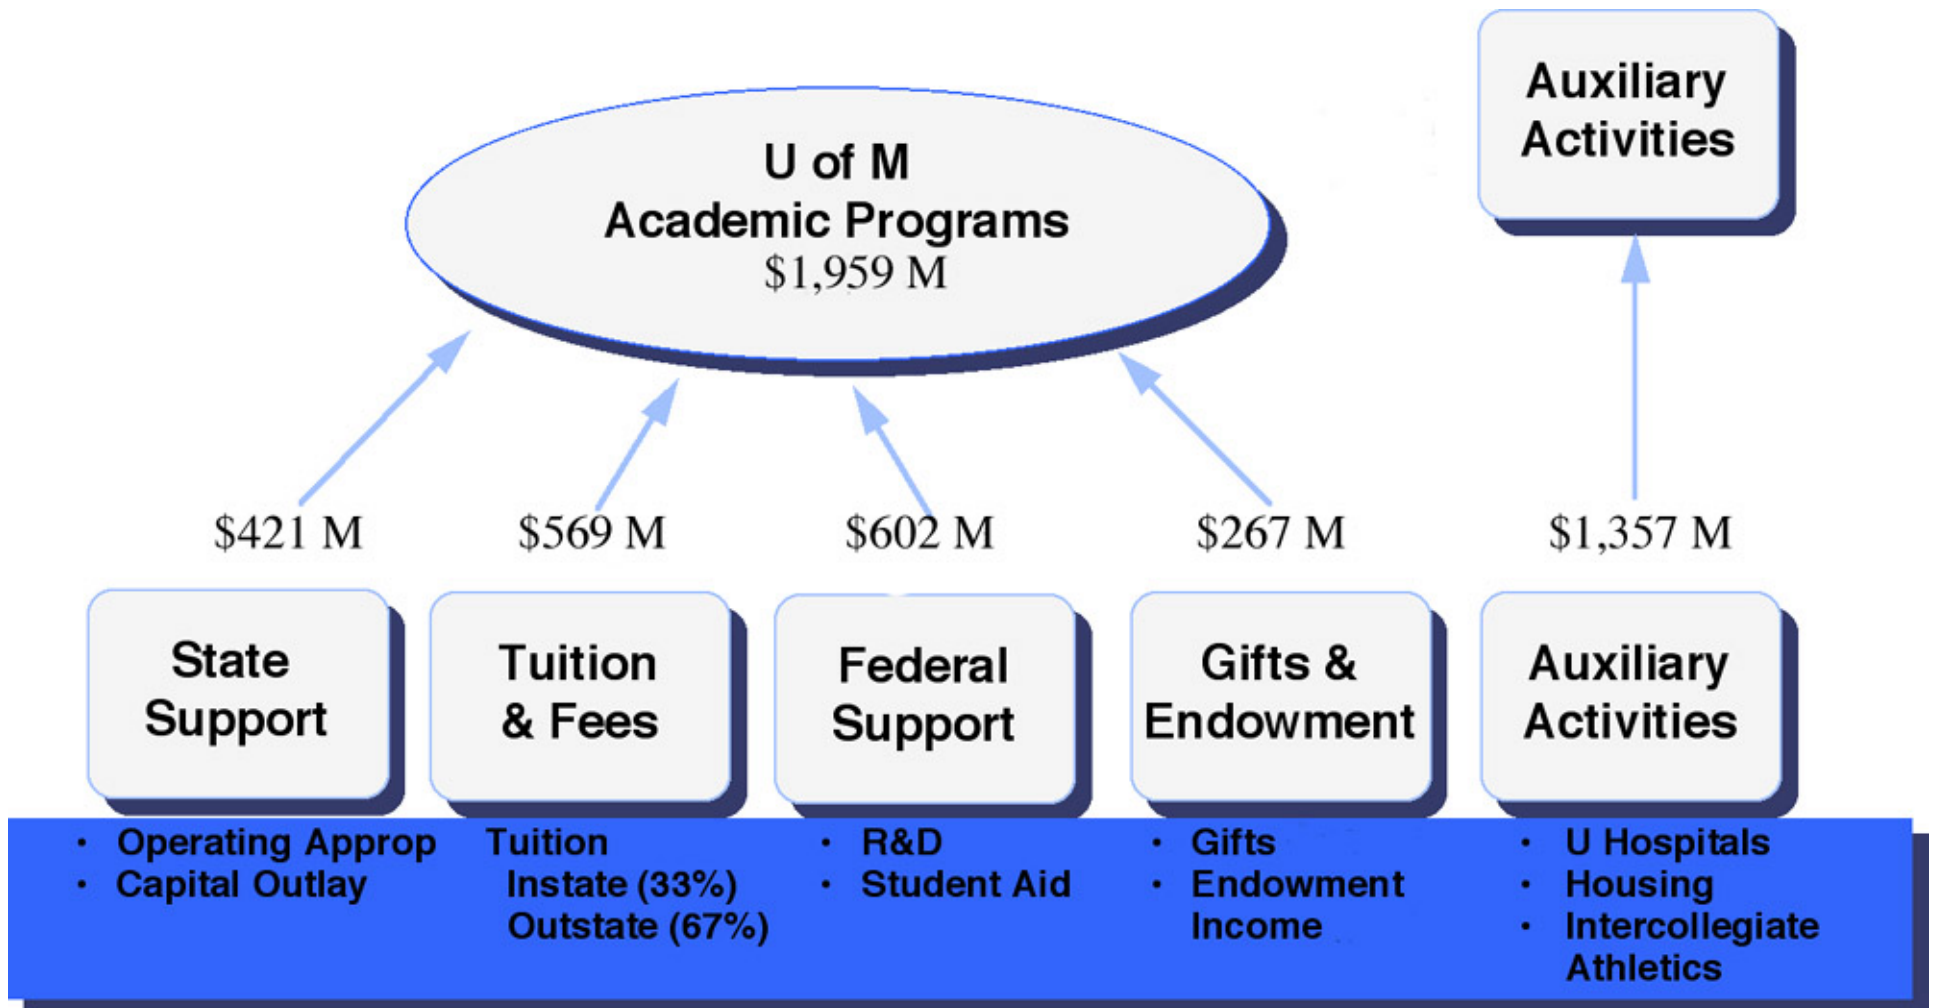 Auxiliary
Activities
U of M
Academic Programs
$1,959 M
$421 M
$569 M
$602 M
$267 M
$1,357 M
State
Support
Tuition
& Fees
Federal
Support
Gifts &
Endowment
Auxiliary
Activities
• Operating Approp
• Capital Outlay
Tuition
Instate (33%)
Outstate (67%)
• R&D
• Student Aid
• Gifts
• Endowment
Income
• U Hospitals
• Housing
• Intercollegiate
Athletics